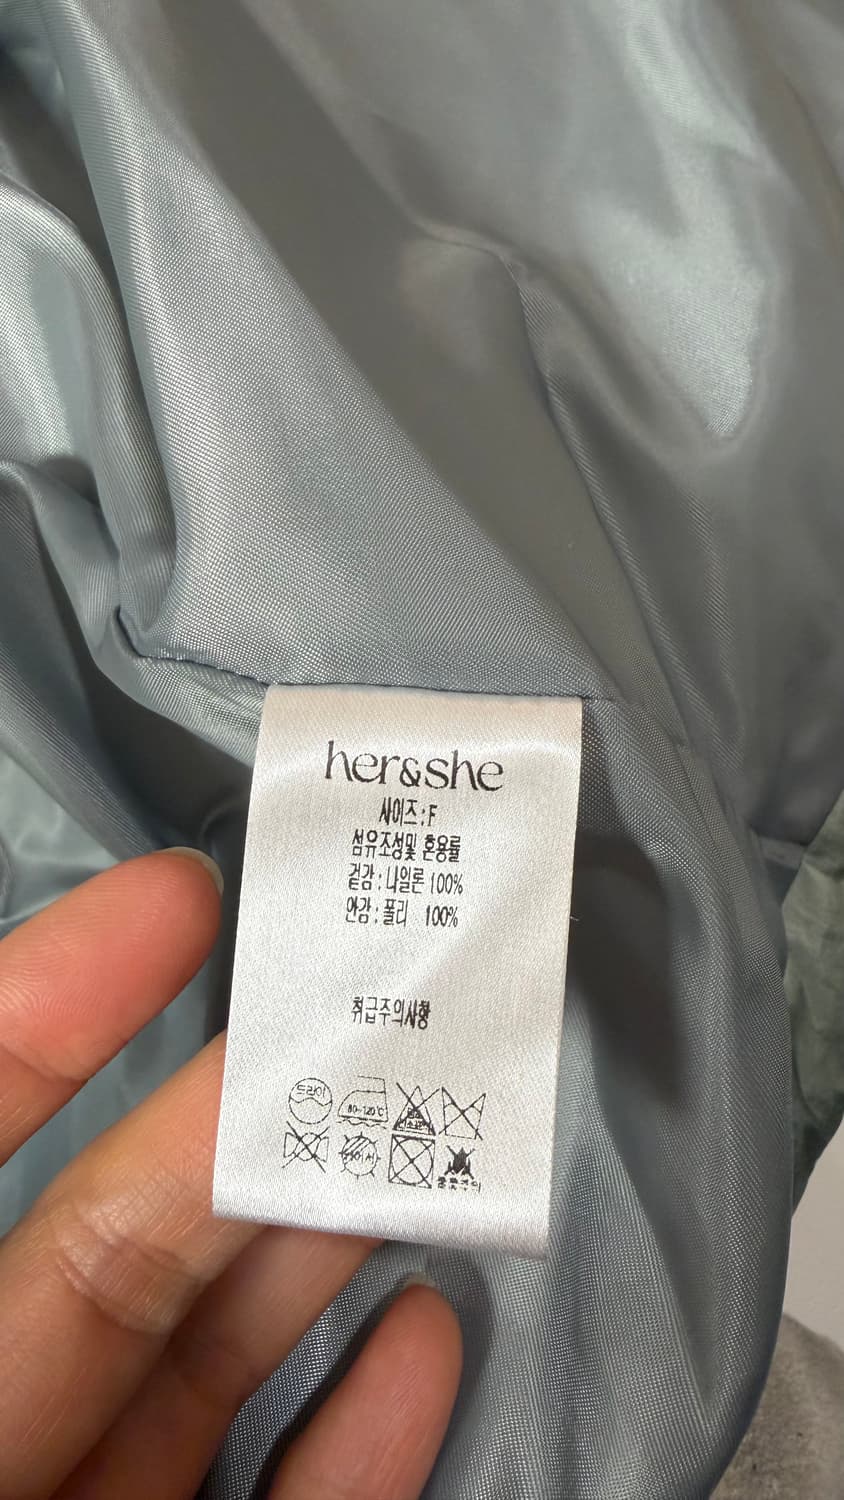 her&she
사이즈 : F
섬유조성및 혼용률
겉감 : 나일론 100%
안감 : 폴리 100%
취급주의사항
드라이
80~120℃